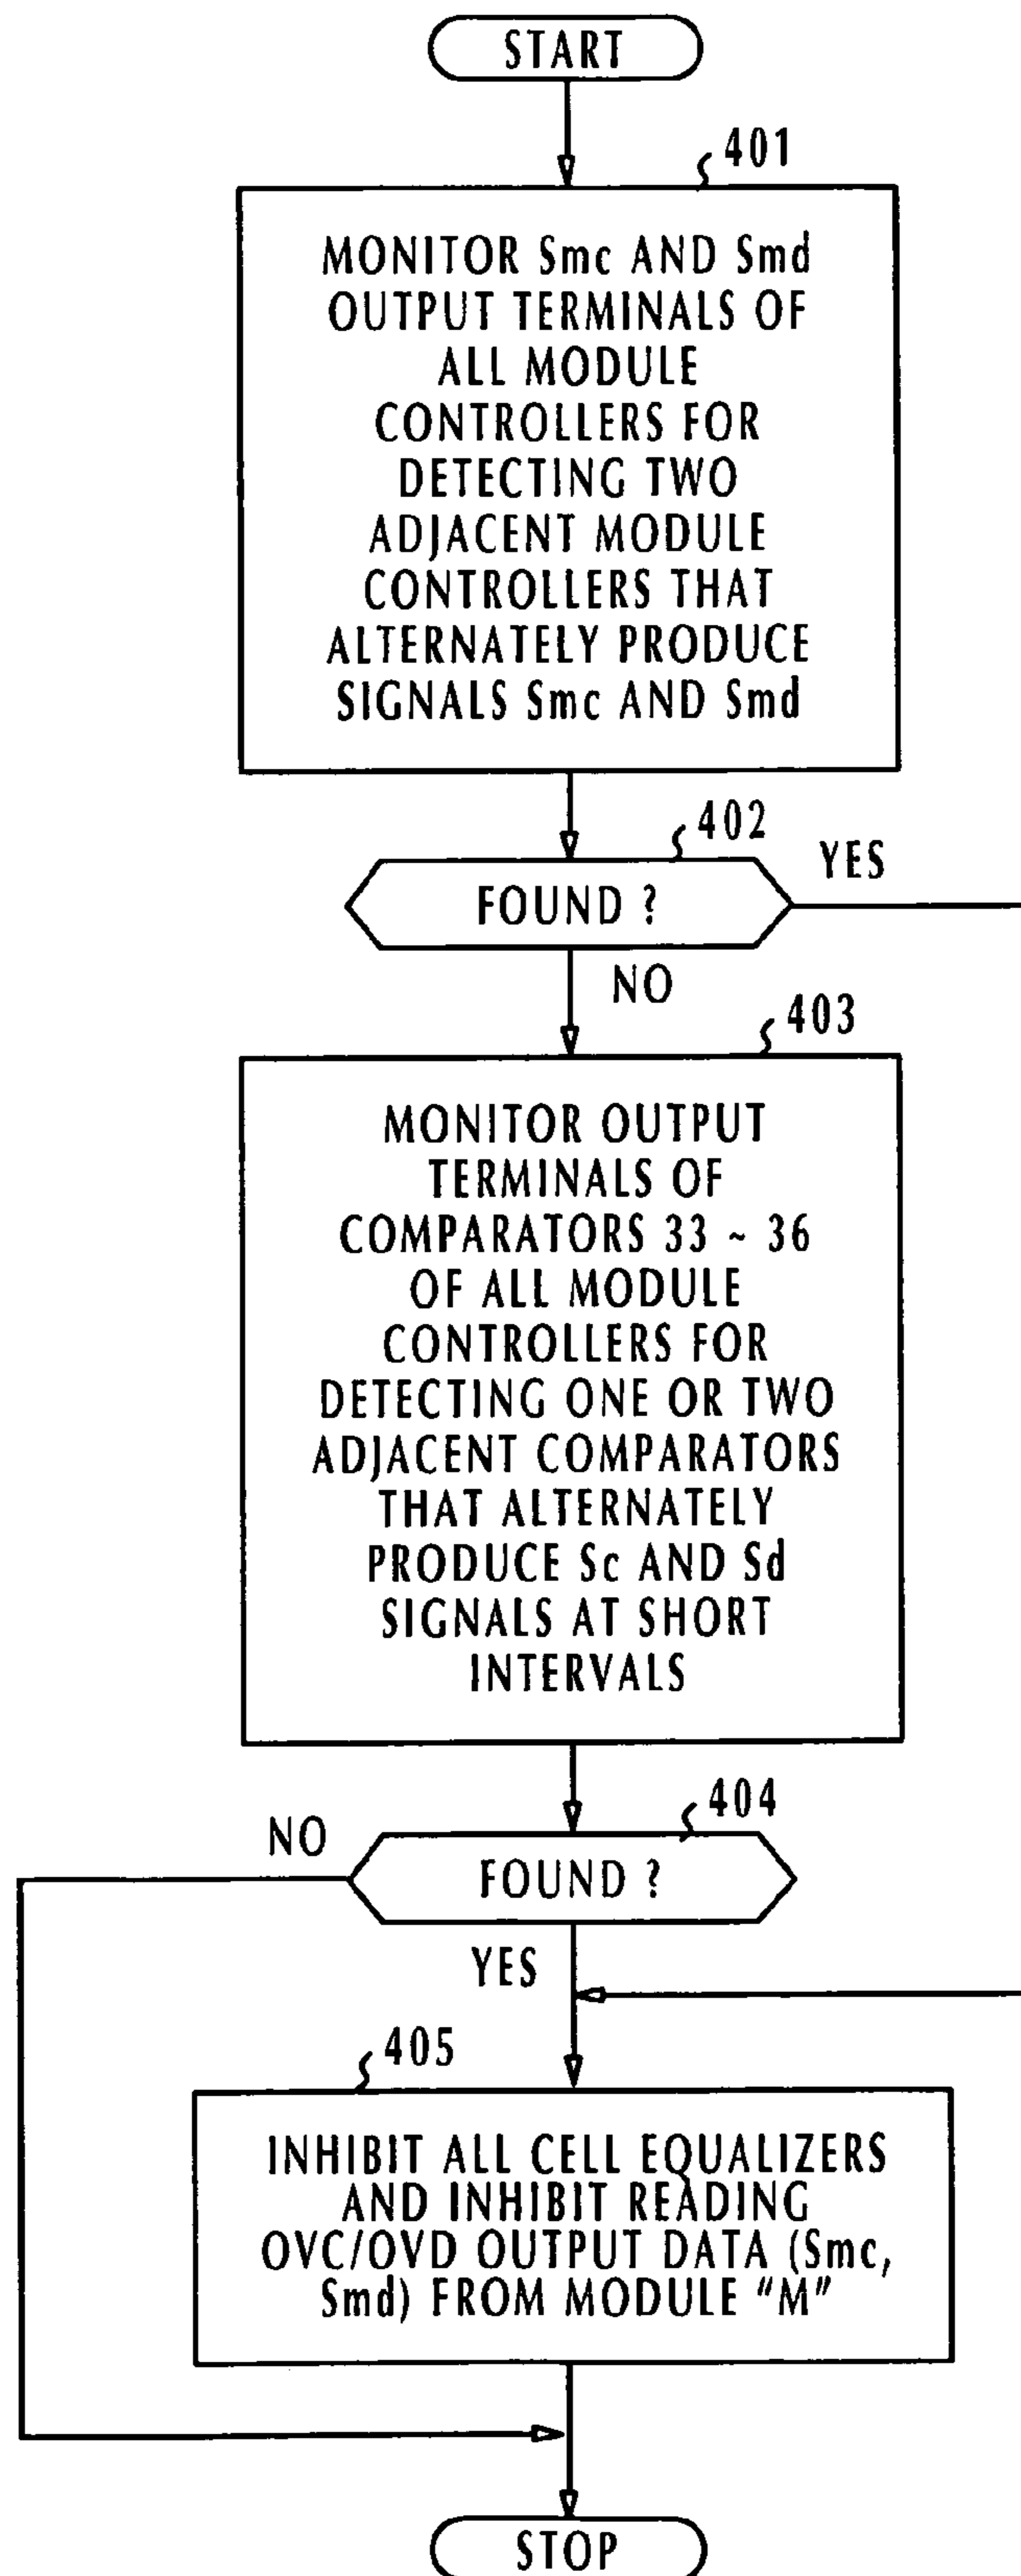 START
401
MONITOR Smc AND Smd
OUTPUT TERMINALS OF
ALL MODULE
CONTROLLERS FOR
DETECTING TWO
ADJACENT MODULE
CONTROLLERS THAT
ALTERNATELY PRODUCE
SIGNALS Smc AND Smd
402
YES
FOUND ?
NO
403
MONITOR OUTPUT
TERMINALS OF
COMPARATORS 33 ~ 36
OF ALL MODULE
CONTROLLERS FOR
DETECTING ONE OR TWO
ADJACENT COMPARATORS
THAT ALTERNATELY
PRODUCE Sc AND Sd
SIGNALS AT SHORT
INTERVALS
404
NO
FOUND ?
YES
405
INHIBIT ALL CELL EQUALIZERS
AND INHIBIT READING
OVC/OVD OUTPUT DATA (Smc,
Smd) FROM MODULE “M”
STOP